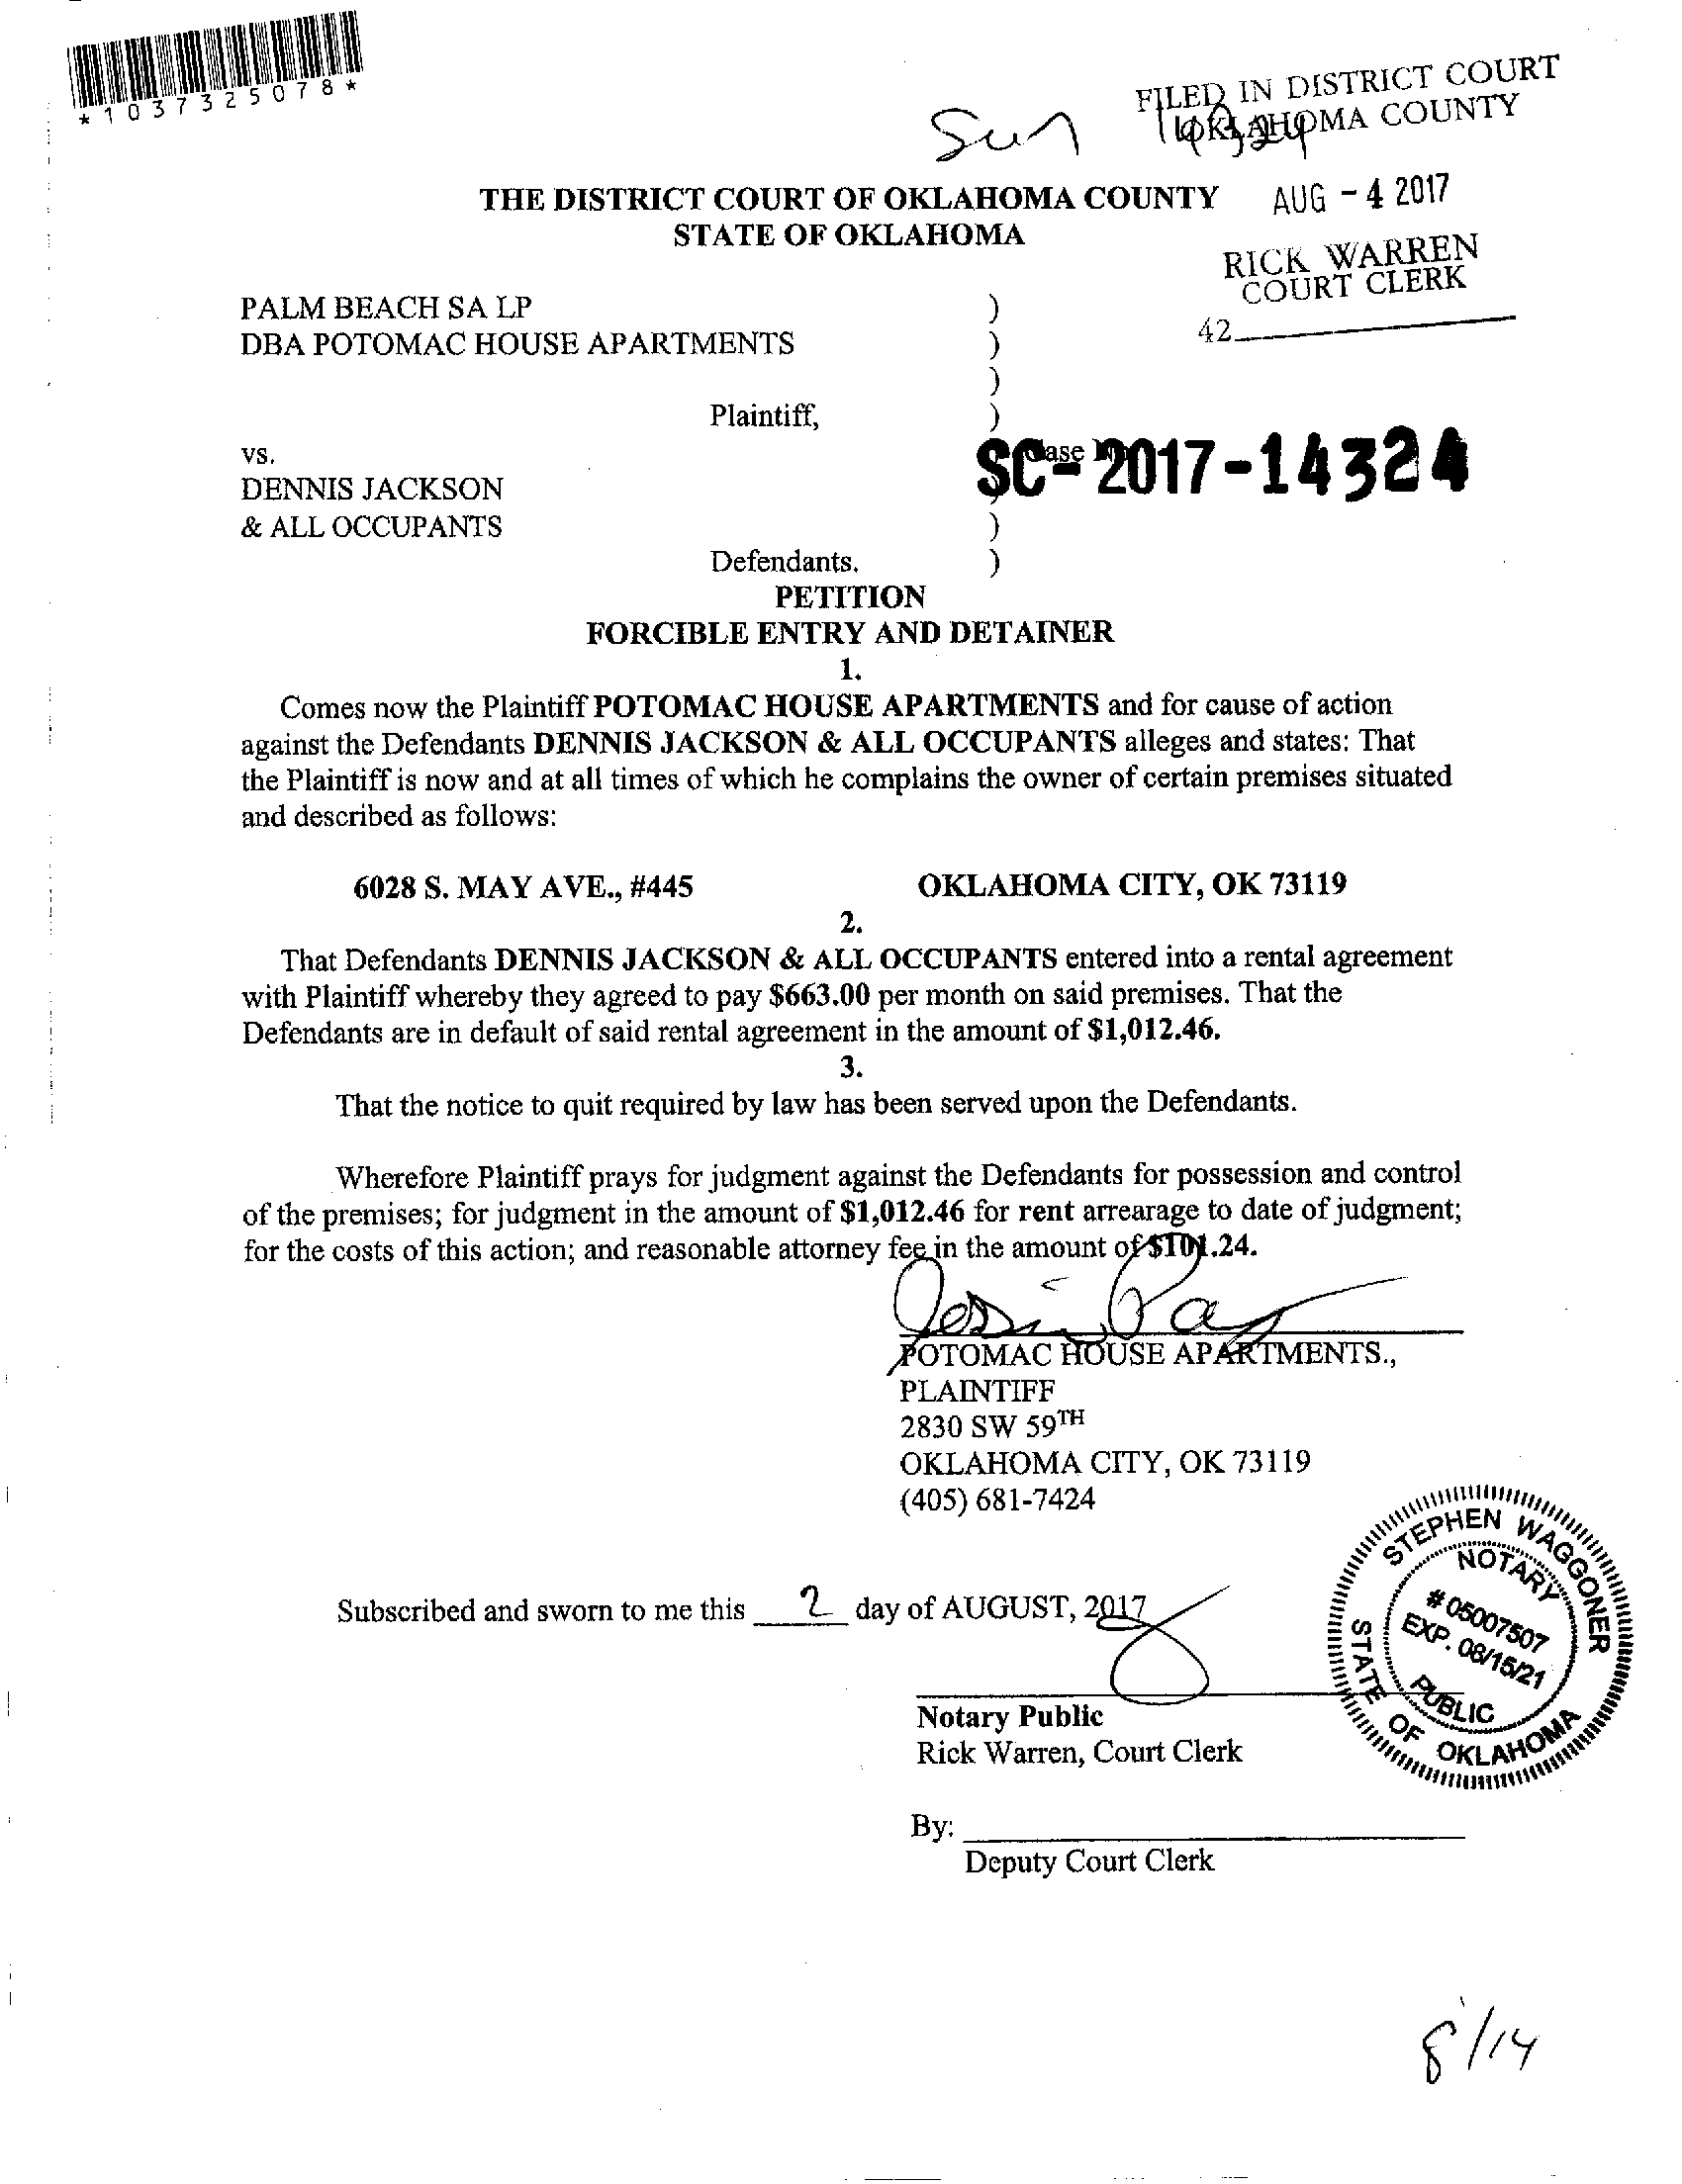 *1037325078*
FILED IN DISTRICT COURT
OKLAHOMA COUNTY
Sun 14324
THE DISTRICT COURT OF OKLAHOMA COUNTY
STATE OF OKLAHOMA
AUG - 4 2017
RICK WARREN
COURT CLERK
42
PALM BEACH SA LP )
DBA POTOMAC HOUSE APARTMENTS )
)
Plaintiff, )
vs.
SC-2017-14324
DENNIS JACKSON
& ALL OCCUPANTS )
Defendants. )
PETITION
FORCIBLE ENTRY AND DETAINER
1.
Comes now the Plaintiff POTOMAC HOUSE APARTMENTS and for cause of action
against the Defendants DENNIS JACKSON & ALL OCCUPANTS alleges and states: That
the Plaintiff is now and at all times of which he complains the owner of certain premises situated
and described as follows:
6028 S. MAY AVE., #445 OKLAHOMA CITY, OK 73119
2.
That Defendants DENNIS JACKSON & ALL OCCUPANTS entered into a rental agreement
with Plaintiff whereby they agreed to pay $663.00 per month on said premises. That the
Defendants are in default of said rental agreement in the amount of $1,012.46.
3.
That the notice to quit required by law has been served upon the Defendants.
Wherefore Plaintiff prays for judgment against the Defendants for possession and control
of the premises; for judgment in the amount of $1,012.46 for rent arrearage to date of judgment;
for the costs of this action; and reasonable attorney fee in the amount of $101.24.
POTOMAC HOUSE APARTMENTS.,
PLAINTIFF
2830 SW 59TH
OKLAHOMA CITY, OK 73119
(405) 681-7424
Subscribed and sworn to me this 2 day of AUGUST, 2017
STEPHEN WAGGONER
NOTARY
# 05007507
EXP. 08/15/21
PUBLIC
STATE OF OKLAHOMA
Notary Public
Rick Warren, Court Clerk
By:
Deputy Court Clerk
8/14